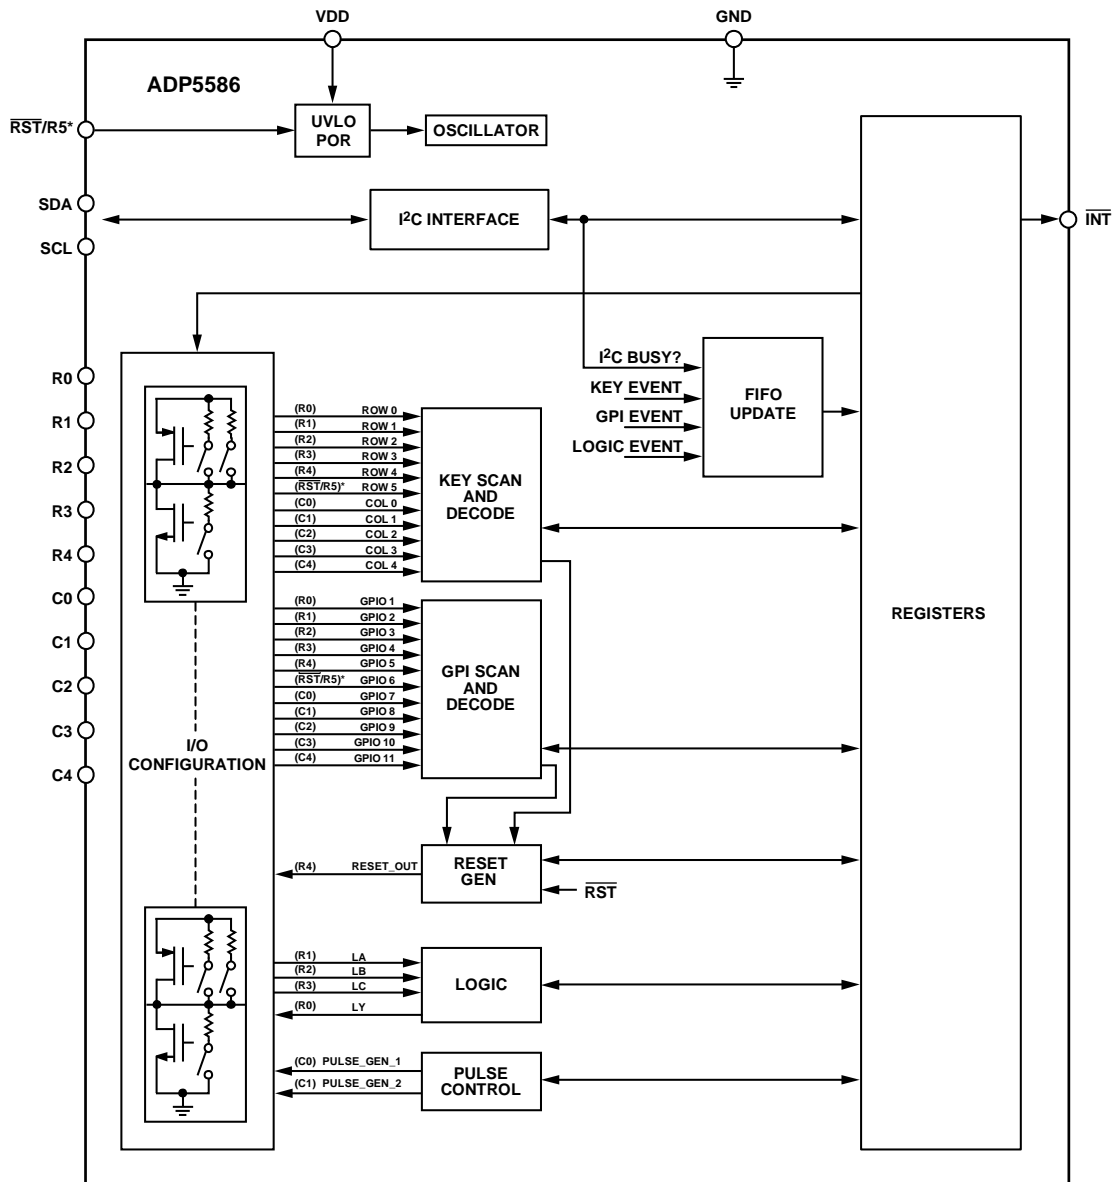 VDD
GND
ADP5586
RST/R5*
UVLO
POR
OSCILLATOR
SDA
I²C INTERFACE
INT
SCL
I²C BUSY?
KEY EVENT
GPI EVENT
LOGIC EVENT
FIFO
UPDATE
R0
R1
R2
R3
R4
C0
C1
C2
C3
C4
(R0) ROW 0
(R1) ROW 1
(R2) ROW 2
(R3) ROW 3
(R4) ROW 4
(RST/R5)* ROW 5
(C0) COL 0
(C1) COL 1
(C2) COL 2
(C3) COL 3
(C4) COL 4
KEY SCAN
AND
DECODE
(R0) GPIO 1
(R1) GPIO 2
(R2) GPIO 3
(R3) GPIO 4
(R4) GPIO 5
(RST/R5)* GPIO 6
(C0) GPIO 7
(C1) GPIO 8
(C2) GPIO 9
(C3) GPIO 10
(C4) GPIO 11
GPI SCAN
AND
DECODE
REGISTERS
I/O
CONFIGURATION
(R4) RESET_OUT
RESET
GEN
RST
(R1) LA
(R2) LB
(R3) LC
(R0) LY
LOGIC
(C0) PULSE_GEN_1
(C1) PULSE_GEN_2
PULSE
CONTROL